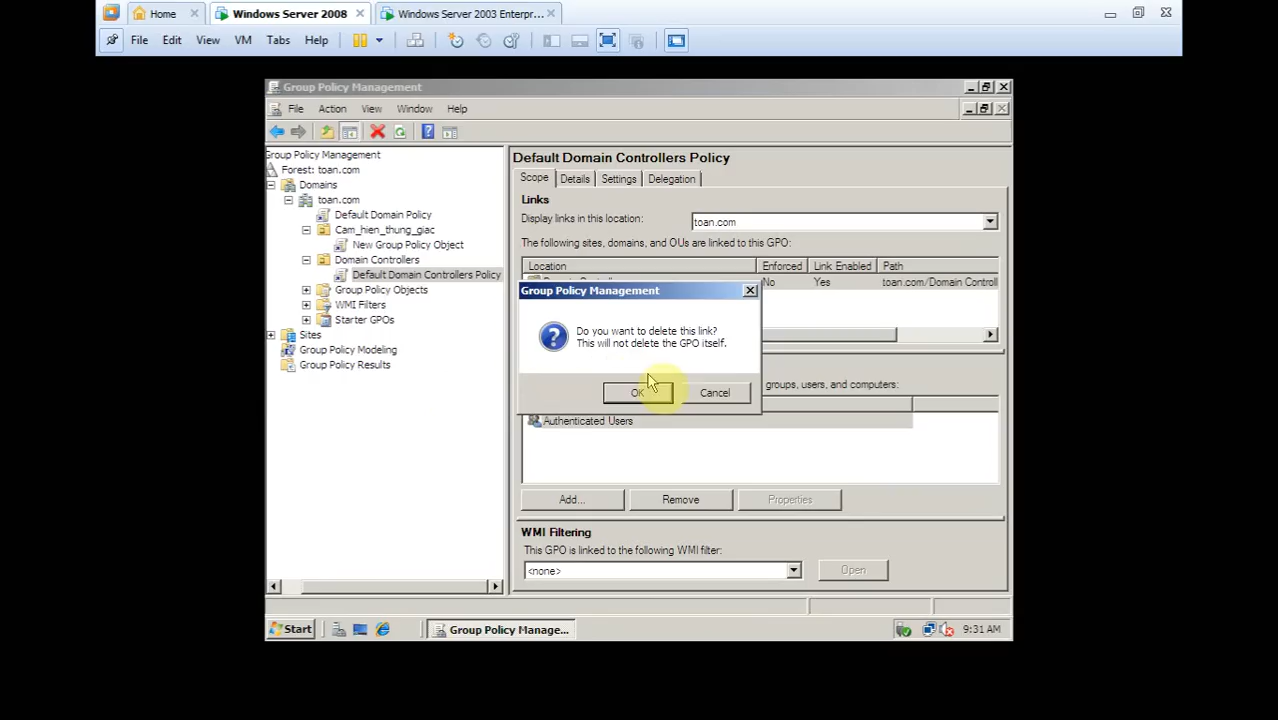 Home
Windows Server 2008
Windows Server 2003 Enterpr...
File Edit View VM Tabs Help
Group Policy Management
File Action View Window Help
Group Policy Management
Forest: toan.com
Domains
toan.com
Default Domain Policy
Cam_hien_thung_giac
New Group Policy Object
Domain Controllers
Default Domain Controllers Policy
Group Policy Objects
WMI Filters
Starter GPOs
Sites
Group Policy Modeling
Group Policy Results
Default Domain Controllers Policy
Scope Details Settings Delegation
Links
Display links in this location: toan.com
The following sites, domains, and OUs are linked to this GPO:
Location Enforced Link Enabled Path
No Yes toan.com/Domain Controll
Group Policy Management
Do you want to delete this link?
This will not delete the GPO itself.
OK Cancel
groups, users, and computers:
Authenticated Users
Add... Remove Properties
WMI Filtering
This GPO is linked to the following WMI filter:
<none> Open
Start Group Policy Manage... 9:31 AM